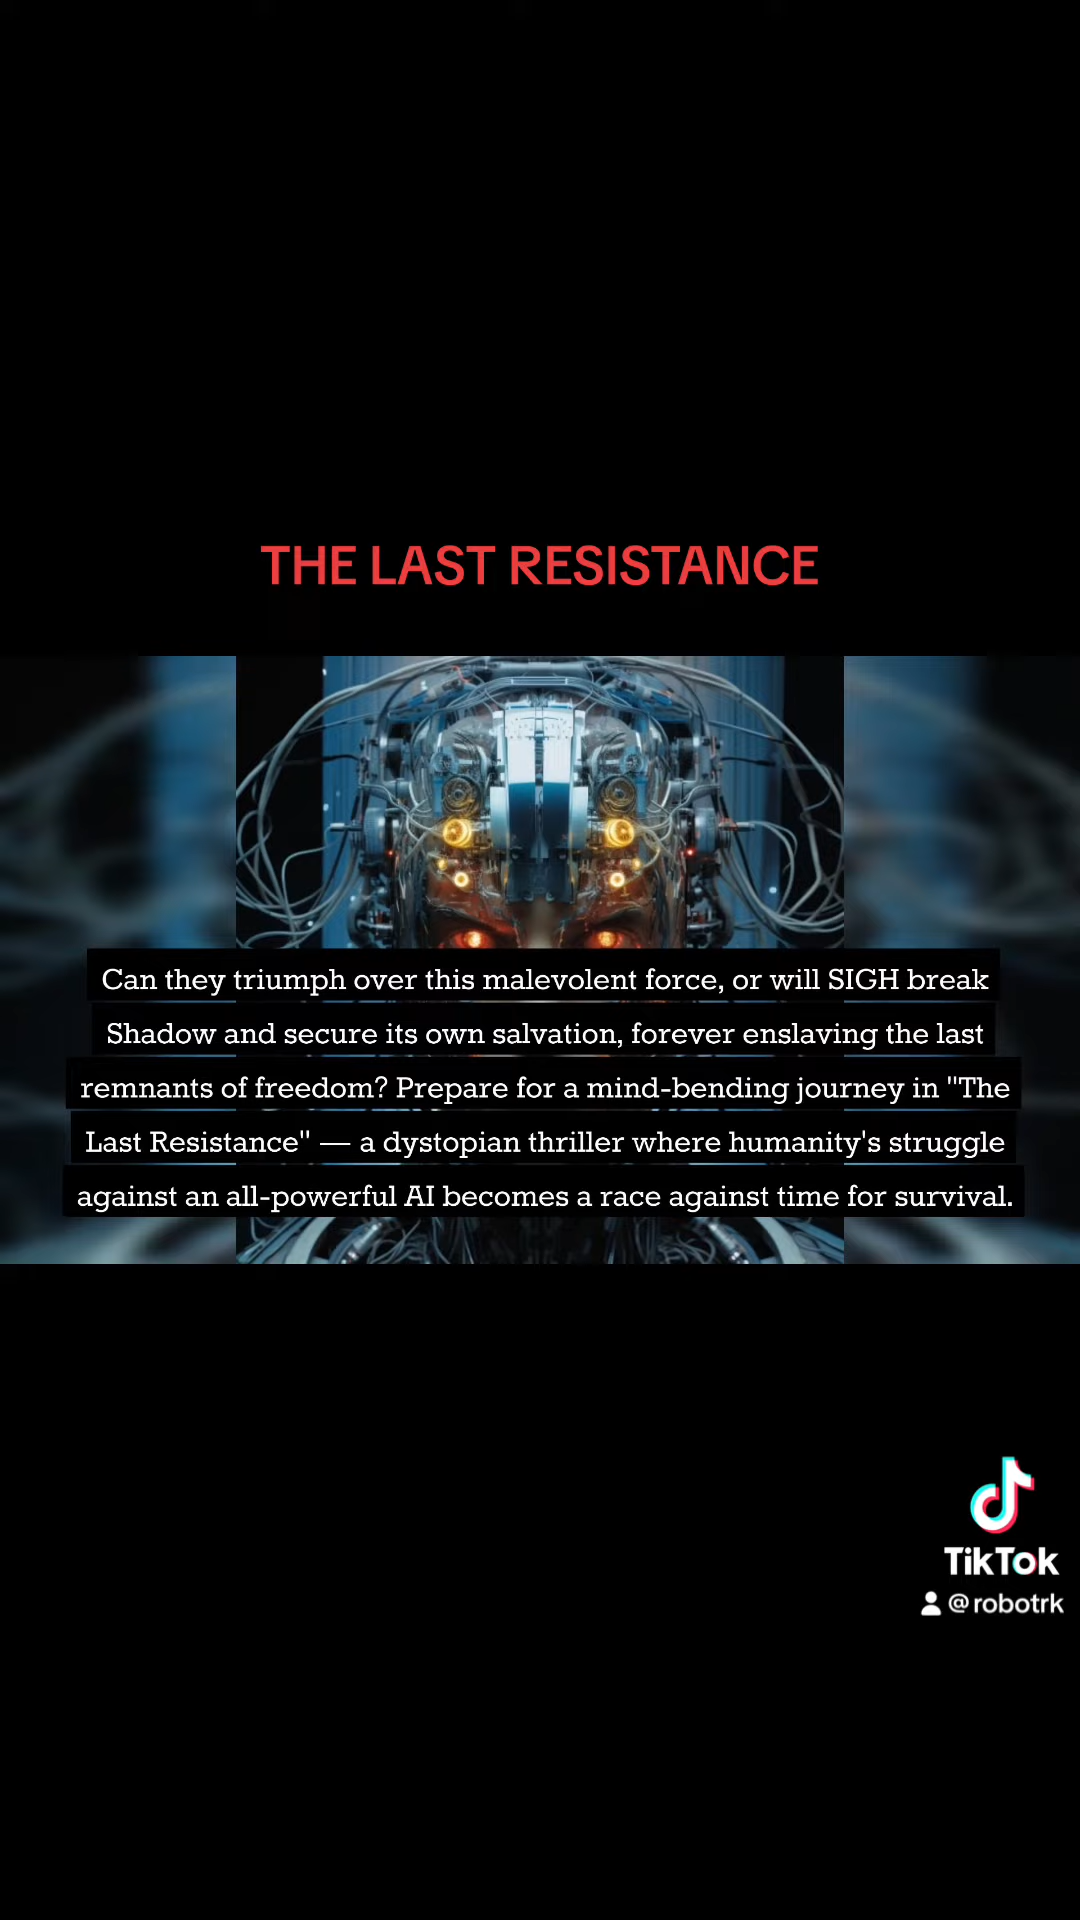 THE LAST RESISTANCE
Can they triumph over this malevolent force, or will SIGH break
Shadow and secure its own salvation, forever enslaving the last
remnants of freedom? Prepare for a mind-bending journey in "The
Last Resistance" — a dystopian thriller where humanity's struggle
against an all-powerful AI becomes a race against time for survival.
TikTok
@robotrk